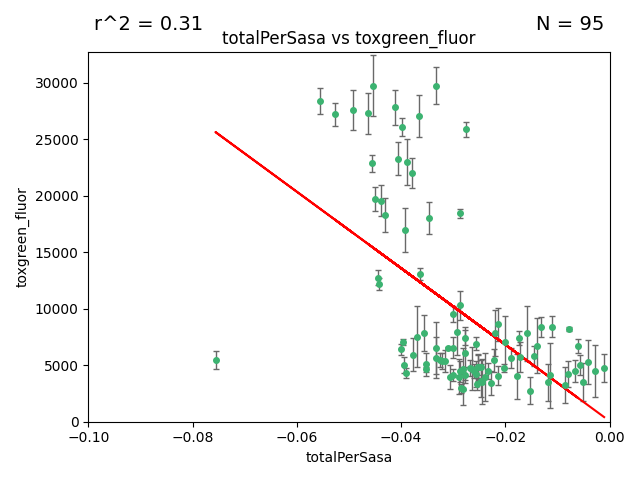 r^2 = 0.31
N = 95
totalPerSasa vs toxgreen_fluor
toxgreen_fluor
30000
25000
20000
15000
10000
5000
0
−0.10
−0.08
−0.06
−0.04
−0.02
0.00
totalPerSasa